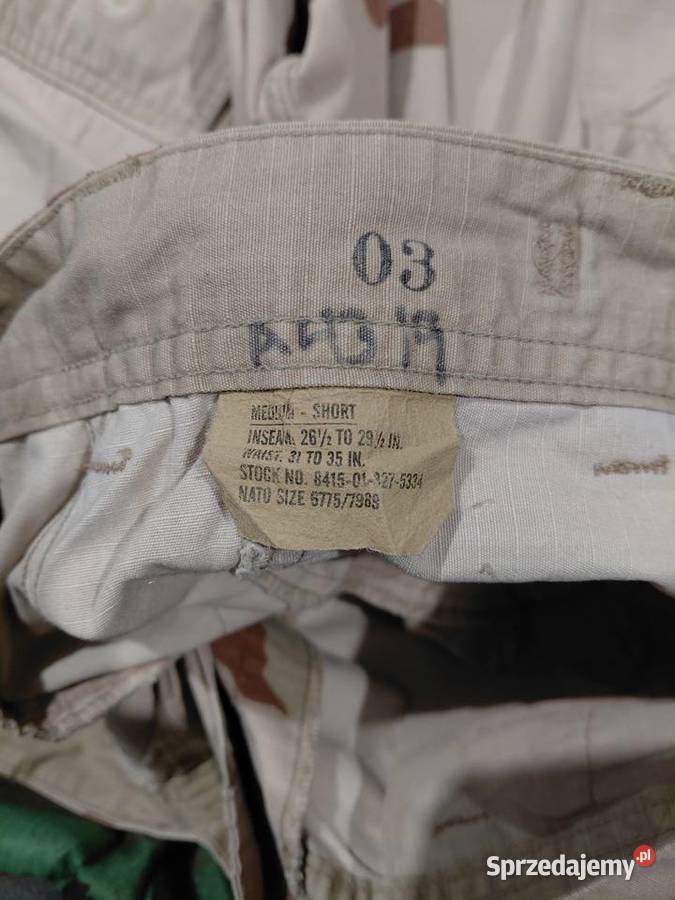 03
MEDIUM - SHORT
INSEAM: 26½ TO 29½ IN.
WAIST: 31 TO 35 IN.
STOCK NO. 8415-01-327-5334
NATO SIZE 6775/7989
Sprzedajemy.pl